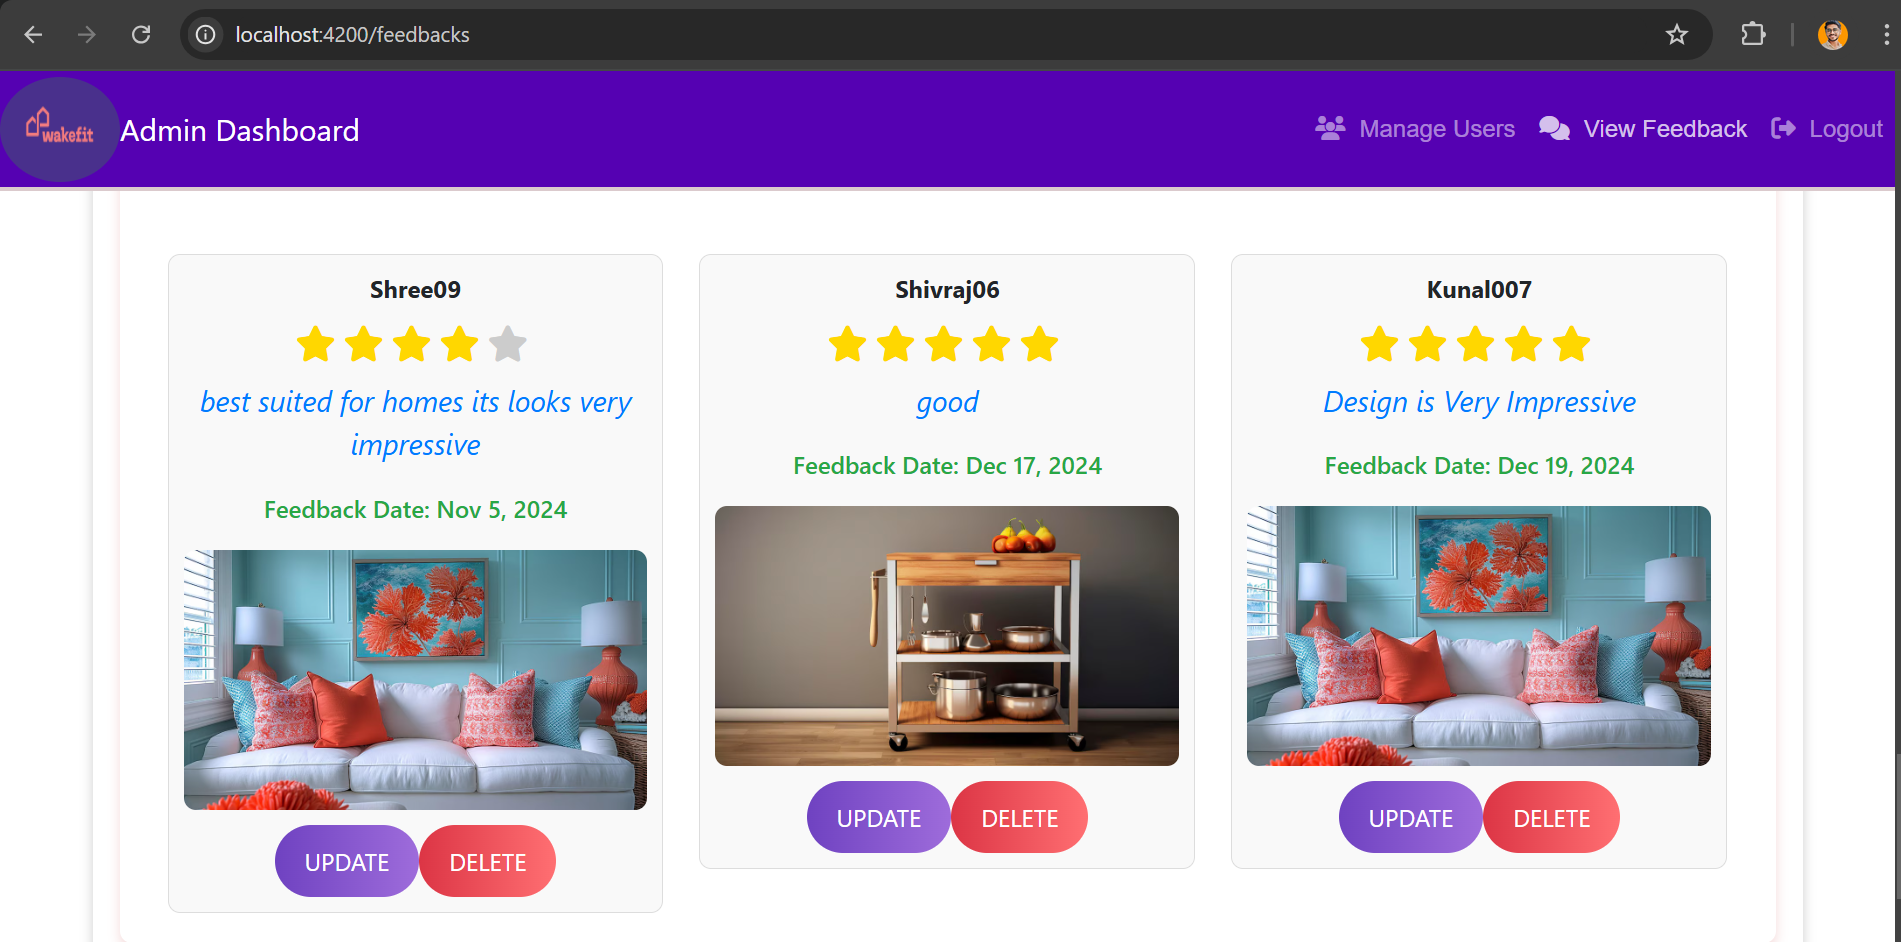 localhost:4200/feedbacks
wakefit
Admin Dashboard
Manage Users
View Feedback
Logout
Shree09
best suited for homes its looks very
impressive
Feedback Date: Nov 5, 2024
UPDATE
DELETE
Shivraj06
good
Feedback Date: Dec 17, 2024
UPDATE
DELETE
Kunal007
Design is Very Impressive
Feedback Date: Dec 19, 2024
UPDATE
DELETE